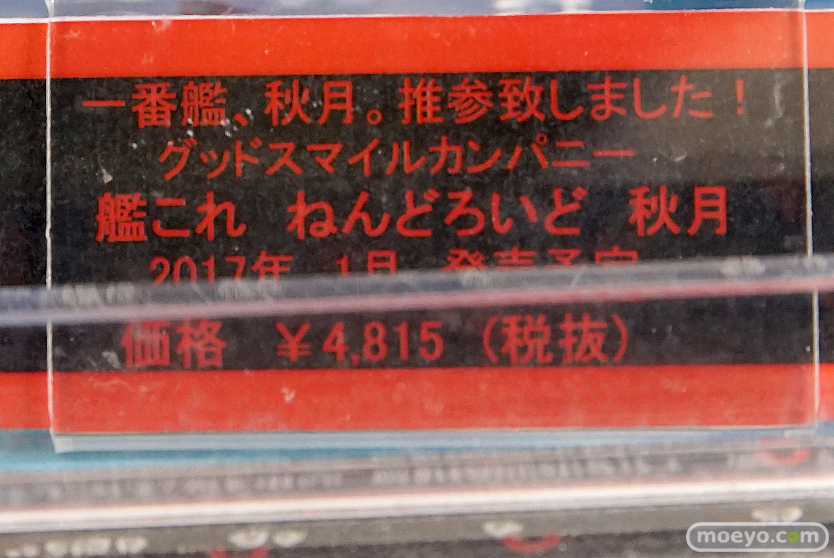 一番艦、秋月。推参致しました！
グッドスマイルカンパニー
艦これ　ねんどろいど　秋月
2017年　1月　発売予定
価格　￥4,815（税抜）
moeyo.com